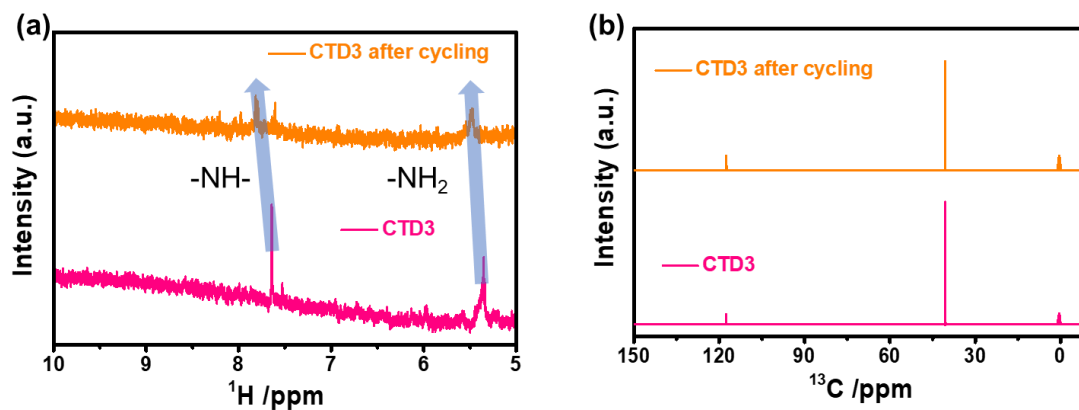 (a)
CTD3 after cycling
-NH-
-NH₂
CTD3
Intensity (a.u.)
10 9 8 7 6 5
¹H /ppm
(b)
CTD3 after cycling
CTD3
Intensity (a.u.)
150 120 90 60 30 0
¹³C /ppm